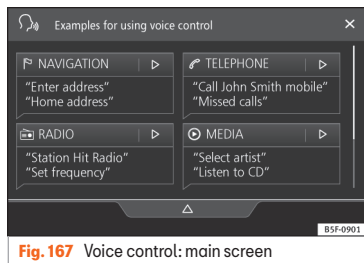 Examples for using voice control
NAVIGATION
TELEPHONE
"Enter address"
"Home address"
"Call John Smith mobile"
"Missed calls"
RADIO
MEDIA
"Station Hit Radio"
"Set frequency"
"Select artist"
"Listen to CD"
B5F-0901
Fig. 167 Voice control: main screen